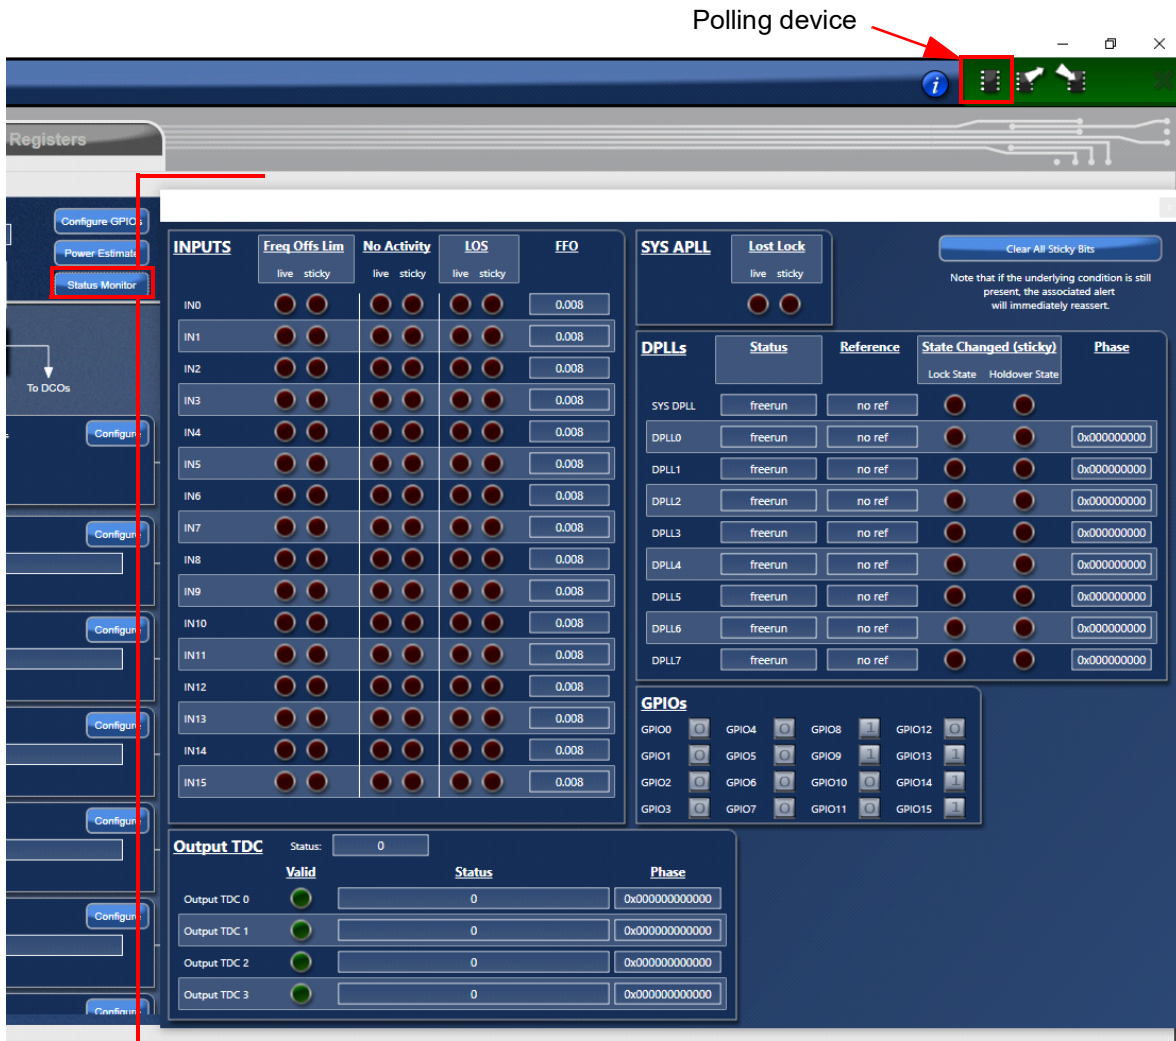 Polling device
i
Registers
Configure GPIOs
Power Estimate
Status Monitor
To DCOs
Configure
Configure
Configure
Configure
Configure
Configure
Configure
INPUTS Freq Offs Lim No Activity LOS FFO
live sticky live sticky live sticky
IN0 0.008
IN1 0.008
IN2 0.008
IN3 0.008
IN4 0.008
IN5 0.008
IN6 0.008
IN7 0.008
IN8 0.008
IN9 0.008
IN10 0.008
IN11 0.008
IN12 0.008
IN13 0.008
IN14 0.008
IN15 0.008
SYS APLL Lost Lock
live sticky
Clear All Sticky Bits
Note that if the underlying condition is still
present, the associated alert
will immediately reassert.
DPLLs Status Reference State Changed (sticky) Phase
Lock State Holdover State
SYS DPLL freerun no ref
DPLL0 freerun no ref 0x000000000
DPLL1 freerun no ref 0x000000000
DPLL2 freerun no ref 0x000000000
DPLL3 freerun no ref 0x000000000
DPLL4 freerun no ref 0x000000000
DPLL5 freerun no ref 0x000000000
DPLL6 freerun no ref 0x000000000
DPLL7 freerun no ref 0x000000000
GPIOs
GPIO0 0 GPIO4 0 GPIO8 1 GPIO12 0
GPIO1 0 GPIO5 0 GPIO9 1 GPIO13 1
GPIO2 0 GPIO6 0 GPIO10 0 GPIO14 1
GPIO3 0 GPIO7 0 GPIO11 0 GPIO15 1
Output TDC Status: 0
Valid Status Phase
Output TDC 0 0 0x000000000000
Output TDC 1 0 0x000000000000
Output TDC 2 0 0x000000000000
Output TDC 3 0 0x000000000000